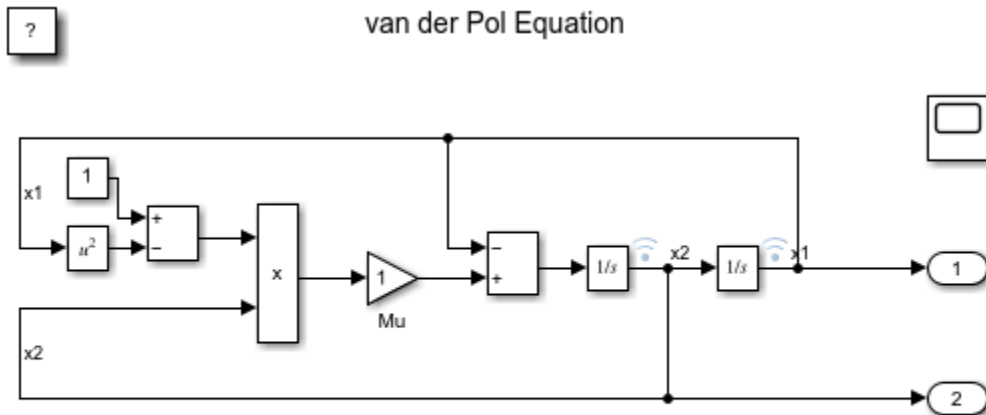 ?
van der Pol Equation
x1
1
u²
+
−
x
1
Mu
−
+
1/s
x2
1/s
x1
1
x2
2